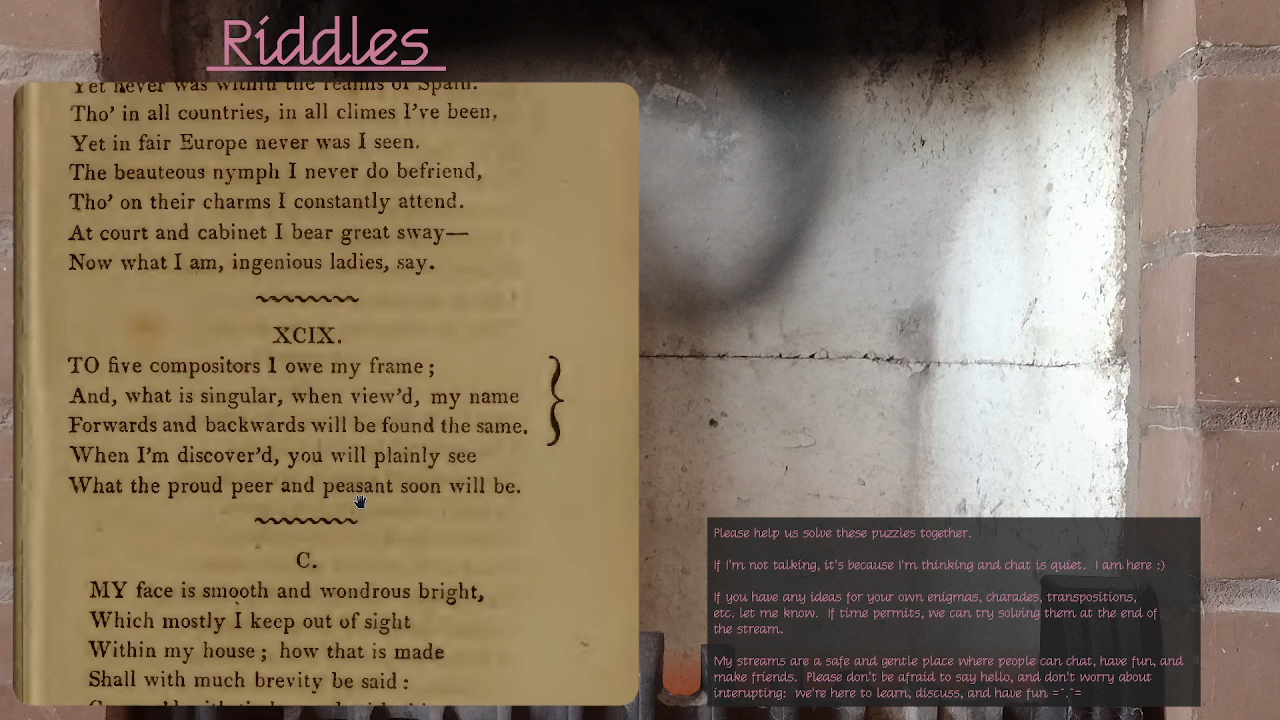 Riddles
Yet never was within the realms of Spain.
Tho' in all countries, in all climes I've been,
Yet in fair Europe never was I seen.
The beauteous nymph I never do befriend,
Tho' on their charms I constantly attend.
At court and cabinet I bear great sway—
Now what I am, ingenious ladies, say.
XCIX.
TO five compositors I owe my frame;
And, what is singular, when view'd, my name
Forwards and backwards will be found the same.
When I'm discover'd, you will plainly see
What the proud peer and peasant soon will be.
C.
MY face is smooth and wondrous bright,
Which mostly I keep out of sight
Within my house; how that is made
Shall with much brevity be said:
Please help us solve these puzzles together.
If I'm not talking, it's because I'm thinking and chat is quiet. I am here :)
If you have any ideas for your own enigmas, charades, transpositions,
etc. let me know. If time permits, we can try solving them at the end of
the stream.
My streams are a safe and gentle place where people can chat, have fun, and
make friends. Please don't be afraid to say hello, and don't worry about
interupting: we're here to learn, discuss, and have fun =^.^=